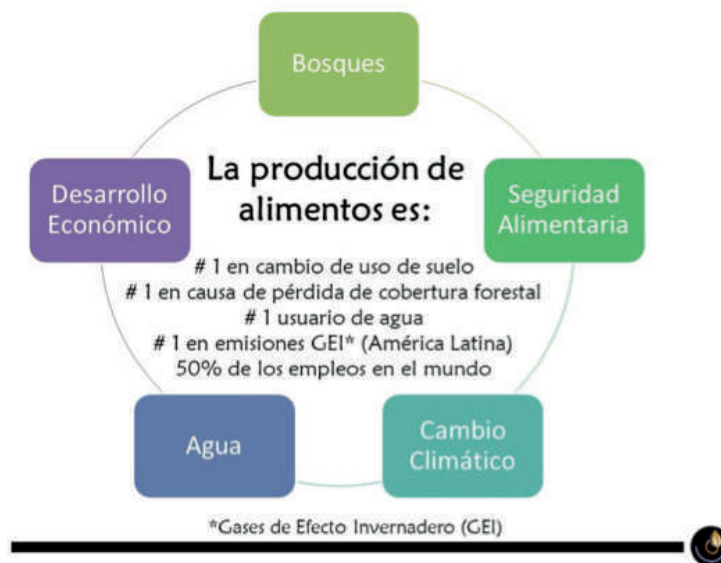 Bosques
Desarrollo
Económico
La producción de
alimentos es:
Seguridad
Alimentaria
# 1 en cambio de uso de suelo
# 1 en causa de pérdida de cobertura forestal
# 1 usuario de agua
# 1 en emisiones GEI* (América Latina)
50% de los empleos en el mundo
Agua
Cambio
Climático
*Gases de Efecto Invernadero (GEI)